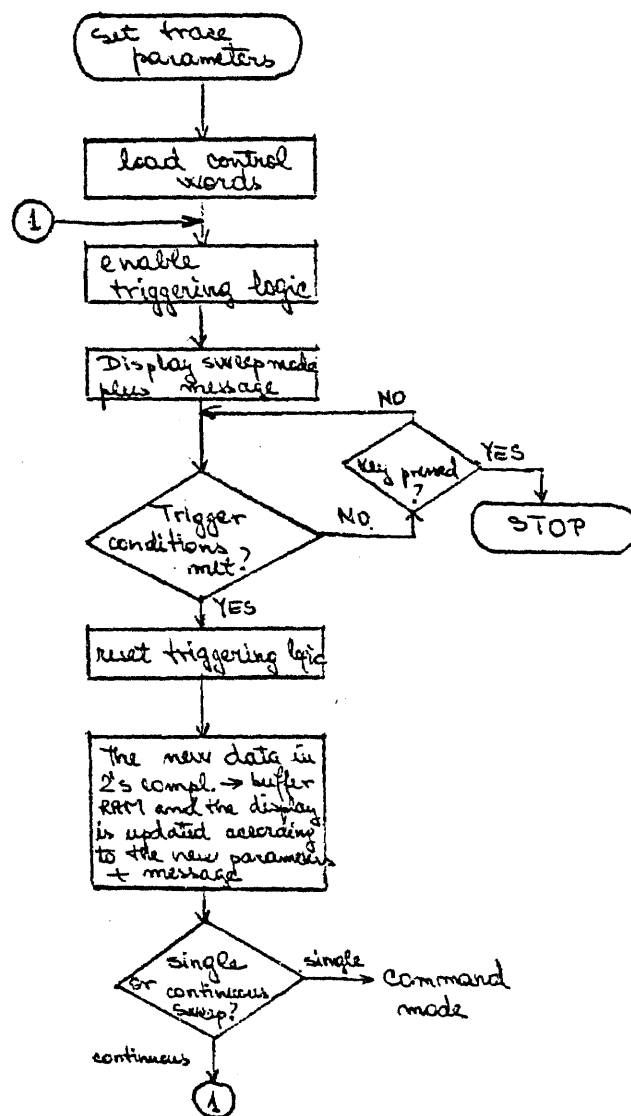 set trace
parameters
load control
words
1
enable
triggering logic
Display sweep mode
plus message
NO
Key pressed
?
YES
STOP
Trigger
conditions
met?
NO.
YES
reset triggering logic
The new data in
2's compl. → buffer
RAM and the display
is updated according
to the new parameters
+ message
single
or continuous
sweep?
single
command
mode
continuous
1